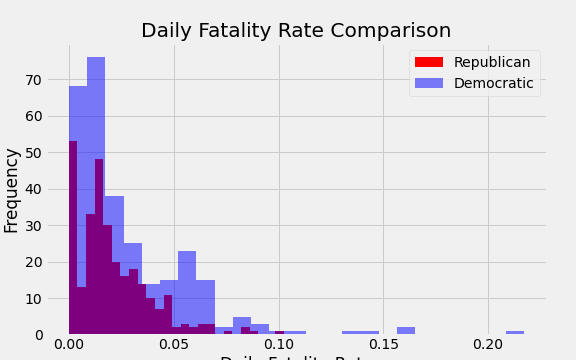 Daily Fatality Rate Comparison
Republican
Democratic
Frequency
70
60
50
40
30
20
10
0
0.00 0.05 0.10 0.15 0.20
Daily Fatality Rate